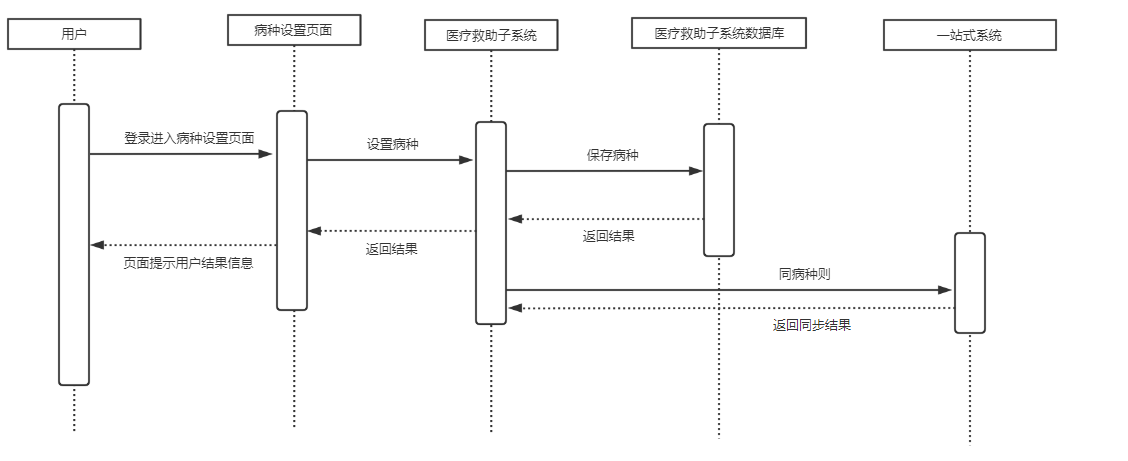 用户
病种设置页面
医疗救助子系统
医疗救助子系统数据库
一站式系统
登录进入病种设置页面
设置病种
保存病种
返回结果
返回结果
页面提示用户结果信息
同病种则
返回同步结果